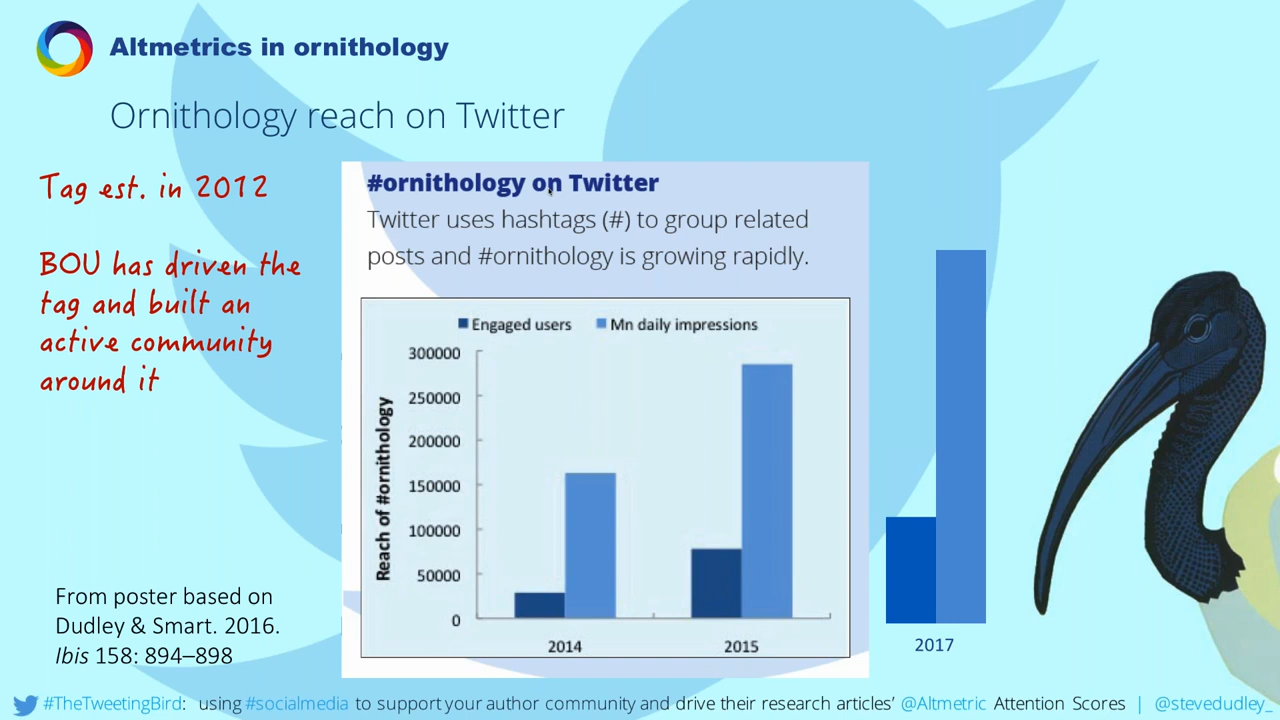 Altmetrics in ornithology
Ornithology reach on Twitter
Tag est. in 2012
BOU has driven the
tag and built an
active community
around it
From poster based on
Dudley & Smart. 2016.
Ibis 158: 894–898
#ornithology on Twitter
Twitter uses hashtags (#) to group related
posts and #ornithology is growing rapidly.
Engaged users Mn daily impressions
Reach of #ornithology
300000
250000
200000
150000
100000
50000
0
2014 2015
2017
#TheTweetingBird: using #socialmedia to support your author community and drive their research articles’ @Altmetric Attention Scores | @stevedudley_